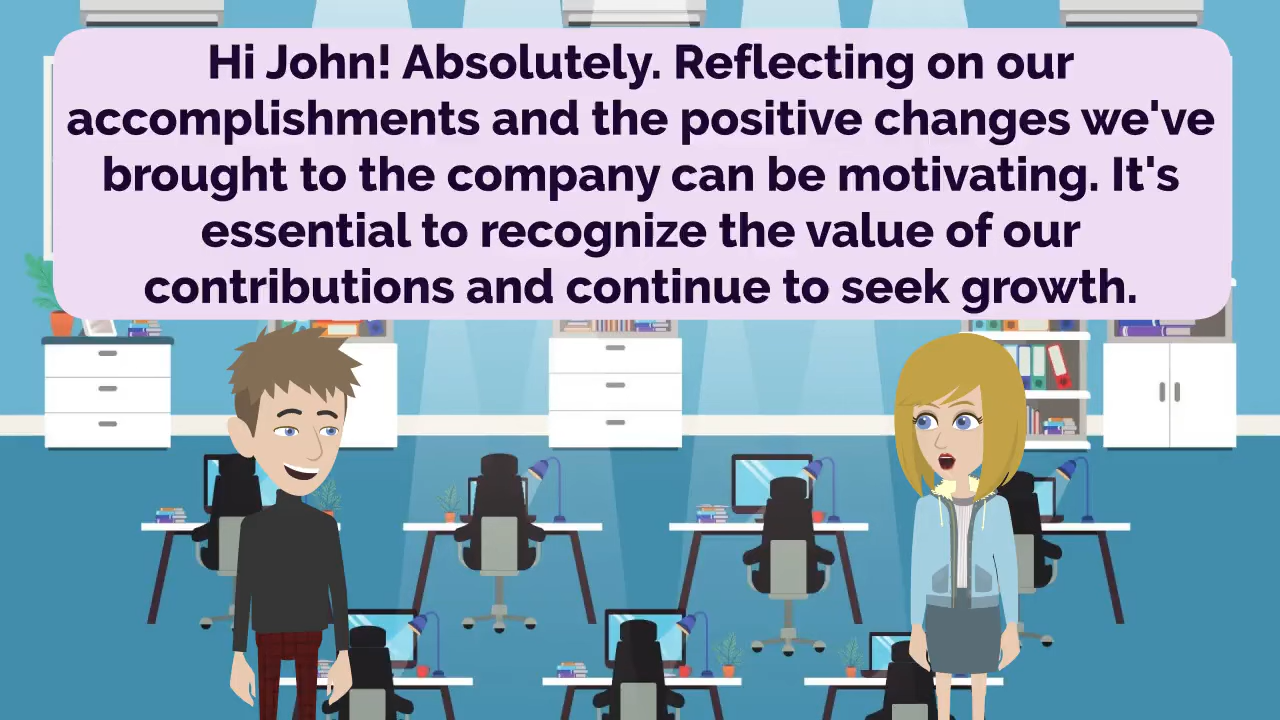 Hi John! Absolutely. Reflecting on our
accomplishments and the positive changes we've
brought to the company can be motivating. It's
essential to recognize the value of our
contributions and continue to seek growth.